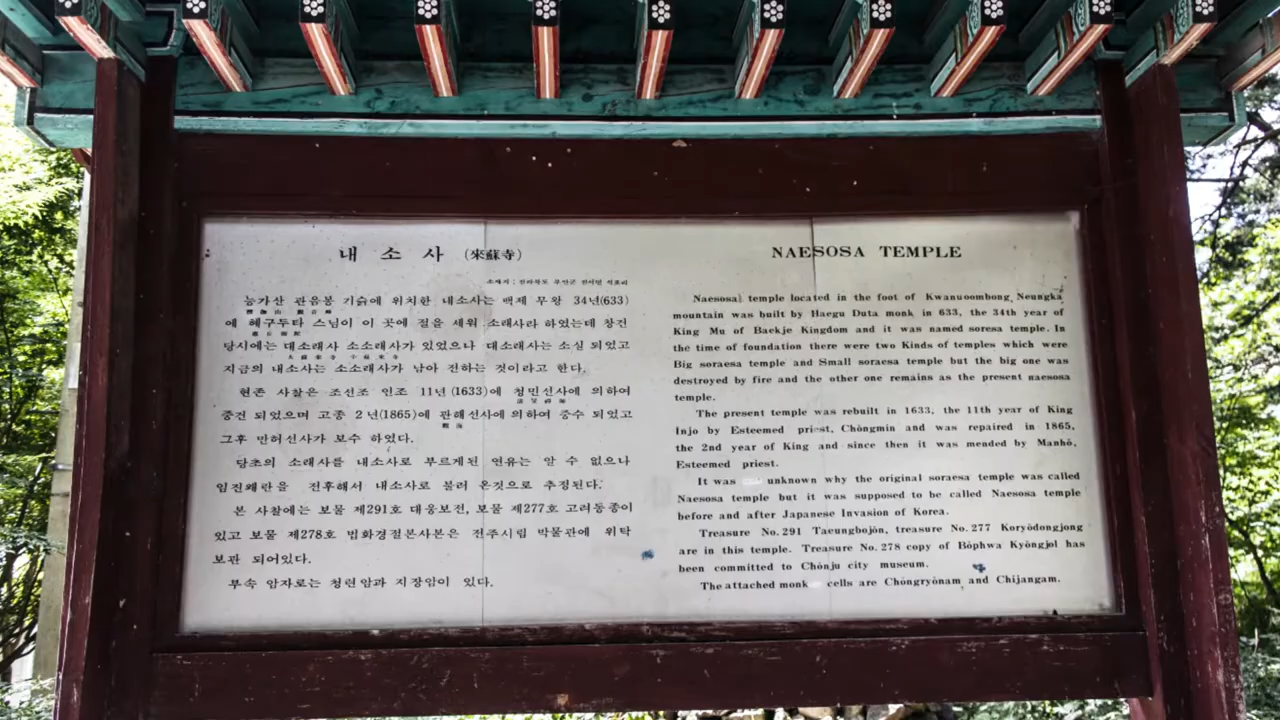 내 소 사 (來蘇寺)
소재지 : 전라북도 부안군 진서면 석포리
능가산 관음봉 기슭에 위치한 내소사는 백제 무왕 34년(633)
에 혜구두타 스님이 이 곳에 절을 세워 소래사라 하였는데 창건
당시에는 대소래사 소소래사가 있었으나 대소래사는 소실 되었고
지금의 내소사는 소소래사가 남아 전하는 것이라고 한다.
현존 사찰은 조선조 인조 11년 (1633)에 청민선사에 의하여
중건 되었으며 고종 2년(1865)에 관해선사에 의하여 중수 되었고
그후 만허선사가 보수 하였다.
당초의 소래사를 내소사로 부르게된 연유는 알 수 없으나
임진왜란을 전후해서 내소사로 불러 온것으로 추정된다.
본 사찰에는 보물 제291호 대웅보전, 보물 제277호 고려동종이
있고 보물 제278호 법화경절본사본은 전주시립 박물관에 위탁
보관 되어있다.
부속 암자로는 청련암과 지장암이 있다.
NAESOSA TEMPLE
Naesosa temple located in the foot of Kwanuoombong Neungka
mountain was built by Haegu Duta monk in 633, the 34th year of
King Mu of Baekje Kingdom and it was named soresa temple. In
the time of foundation there were two Kinds of temples which were
Big soraesa temple and Small soraesa temple but the big one was
destroyed by fire and the other one remains as the present naesosa
temple.
The present temple was rebuilt in 1633, the 11th year of King
Injo by Esteemed priest, Chŏngmin and was repaired in 1865,
the 2nd year of King and since then it was mended by Manhŏ,
Esteemed priest.
It was unknown why the original soraesa temple was called
Naesosa temple but it was supposed to be called Naesosa temple
before and after Japanese Invasion of Korea.
Treasure No.291 Taeungbojŏn, treasure No.277 Koryŏdongjong
are in this temple. Treasure No.278 copy of Bŏphwa Kyŏngjol has
been committed to Chŏnju city museum.
The attached monk cells are Chŏngryŏnam, and Chijangam.